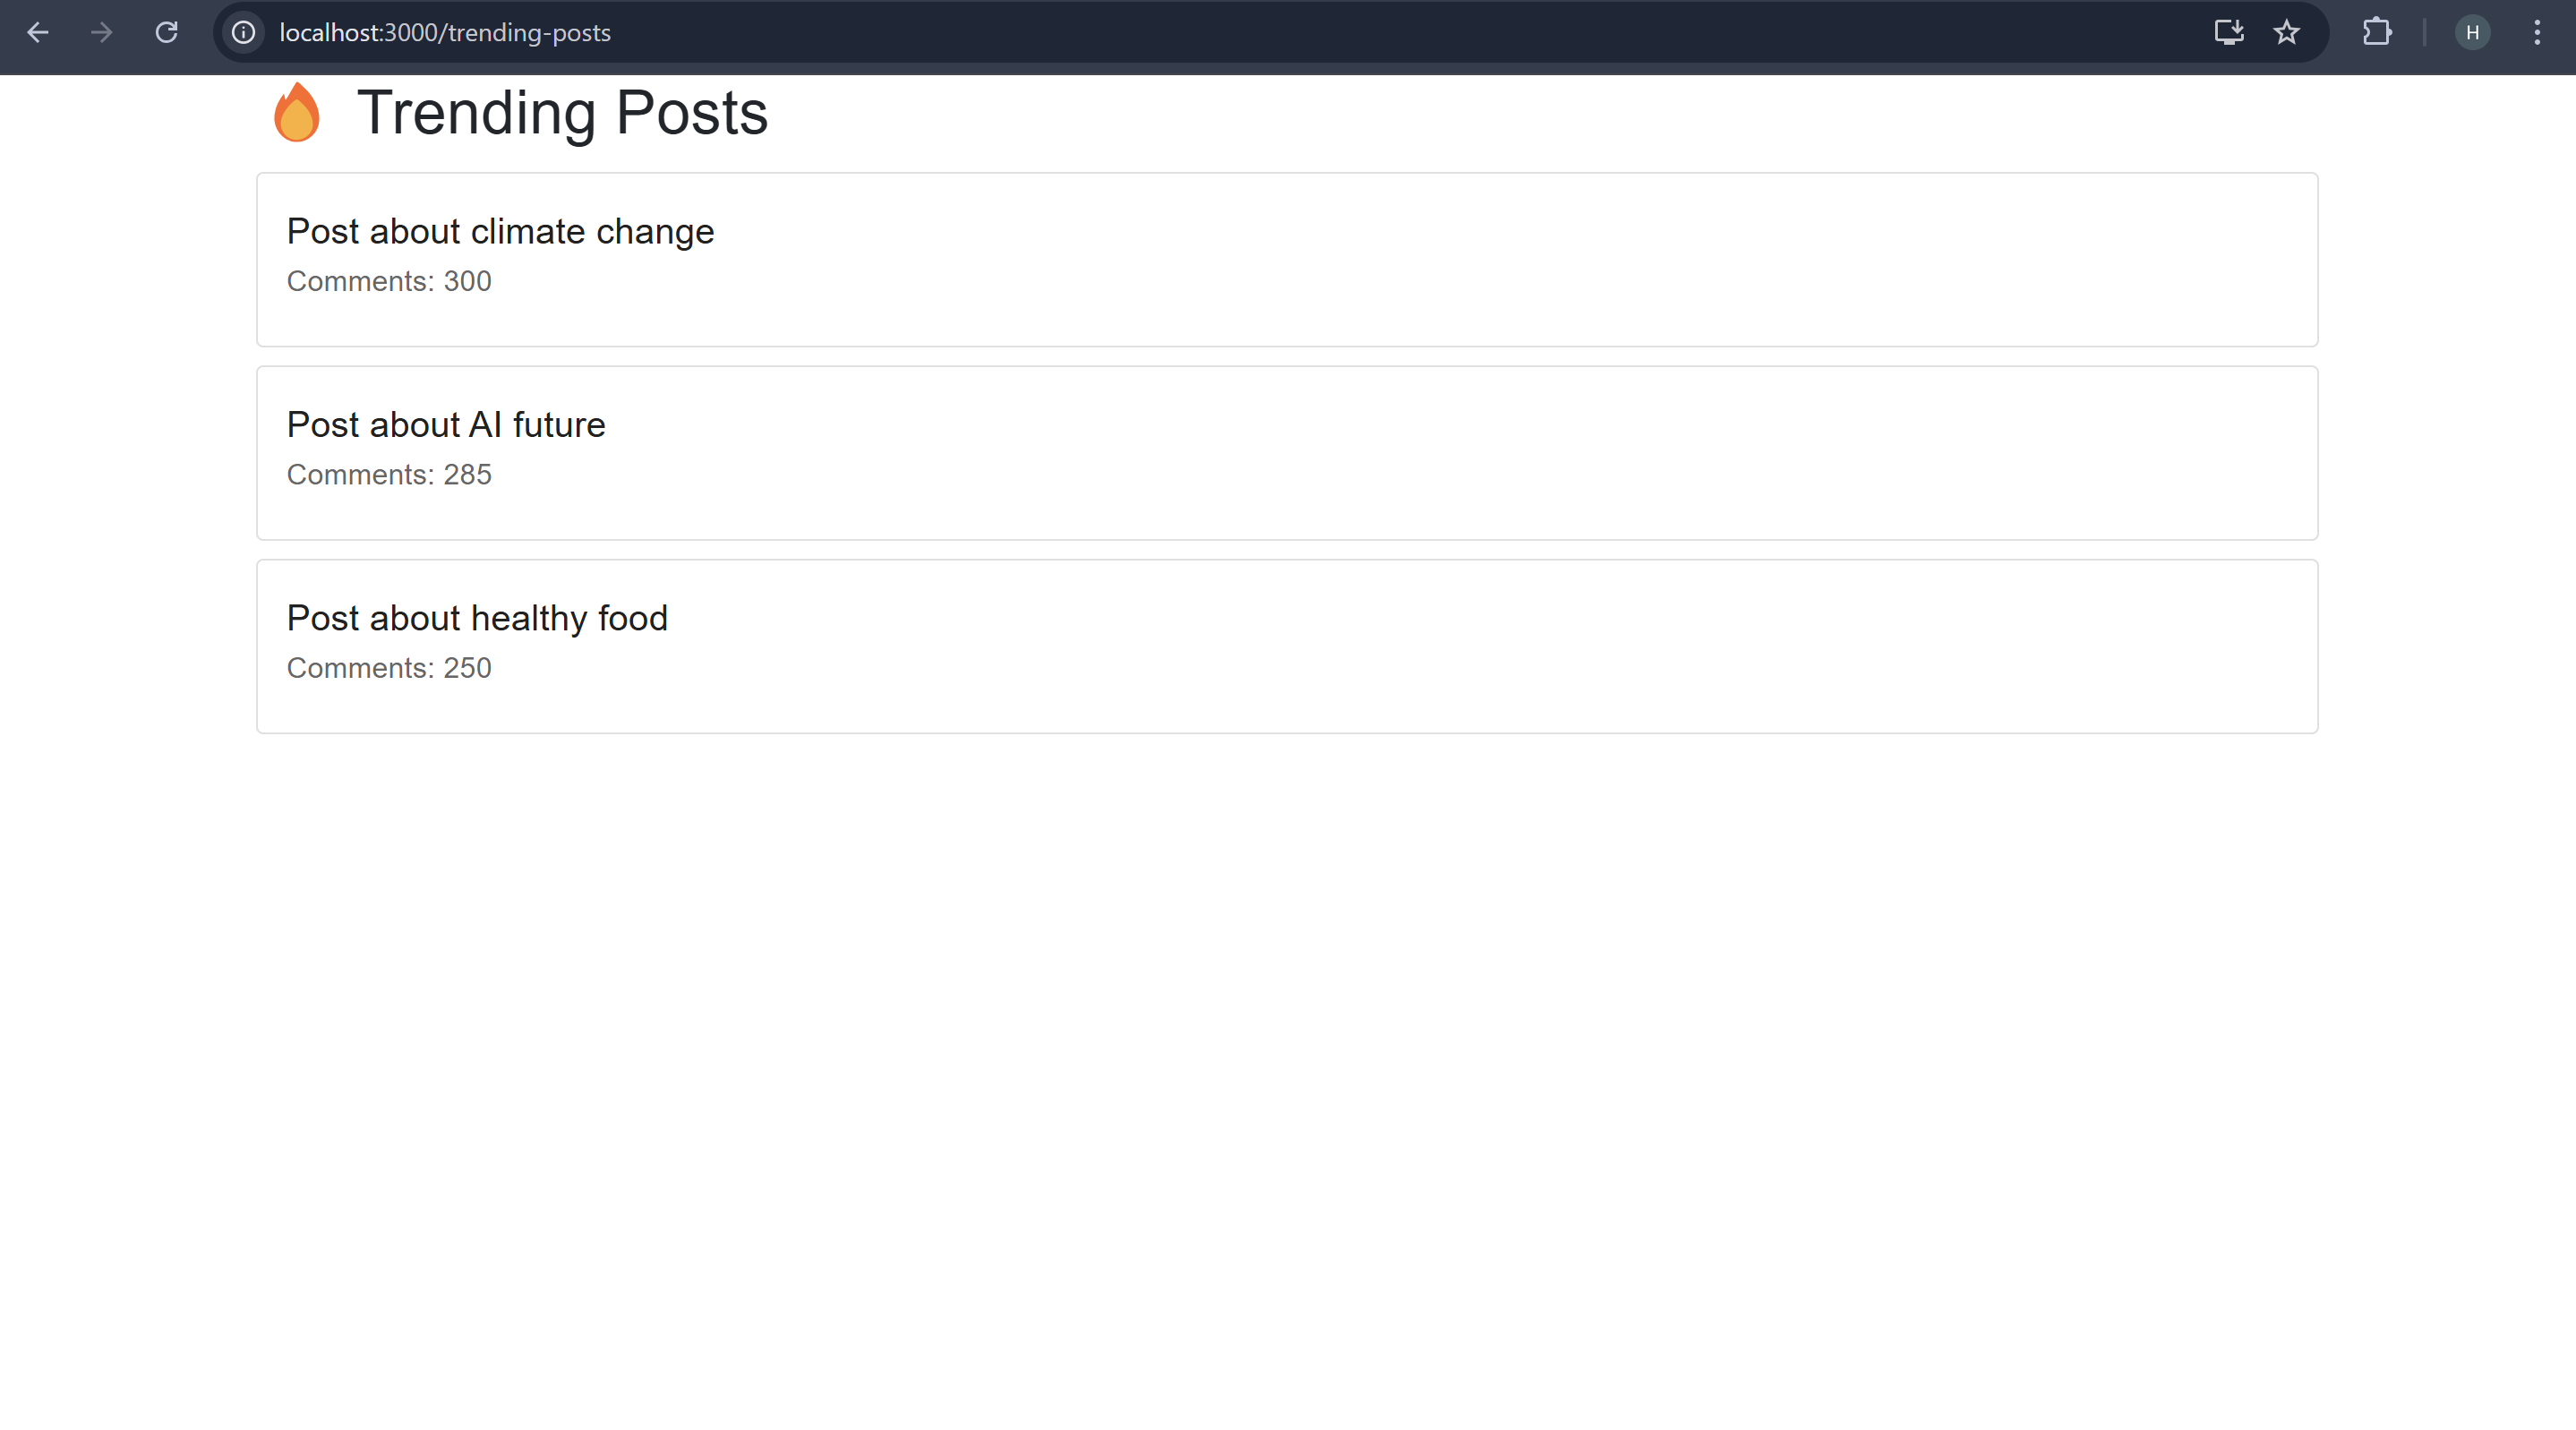 localhost:3000/trending-posts
H
🔥 Trending Posts
Post about climate change
Comments: 300
Post about AI future
Comments: 285
Post about healthy food
Comments: 250